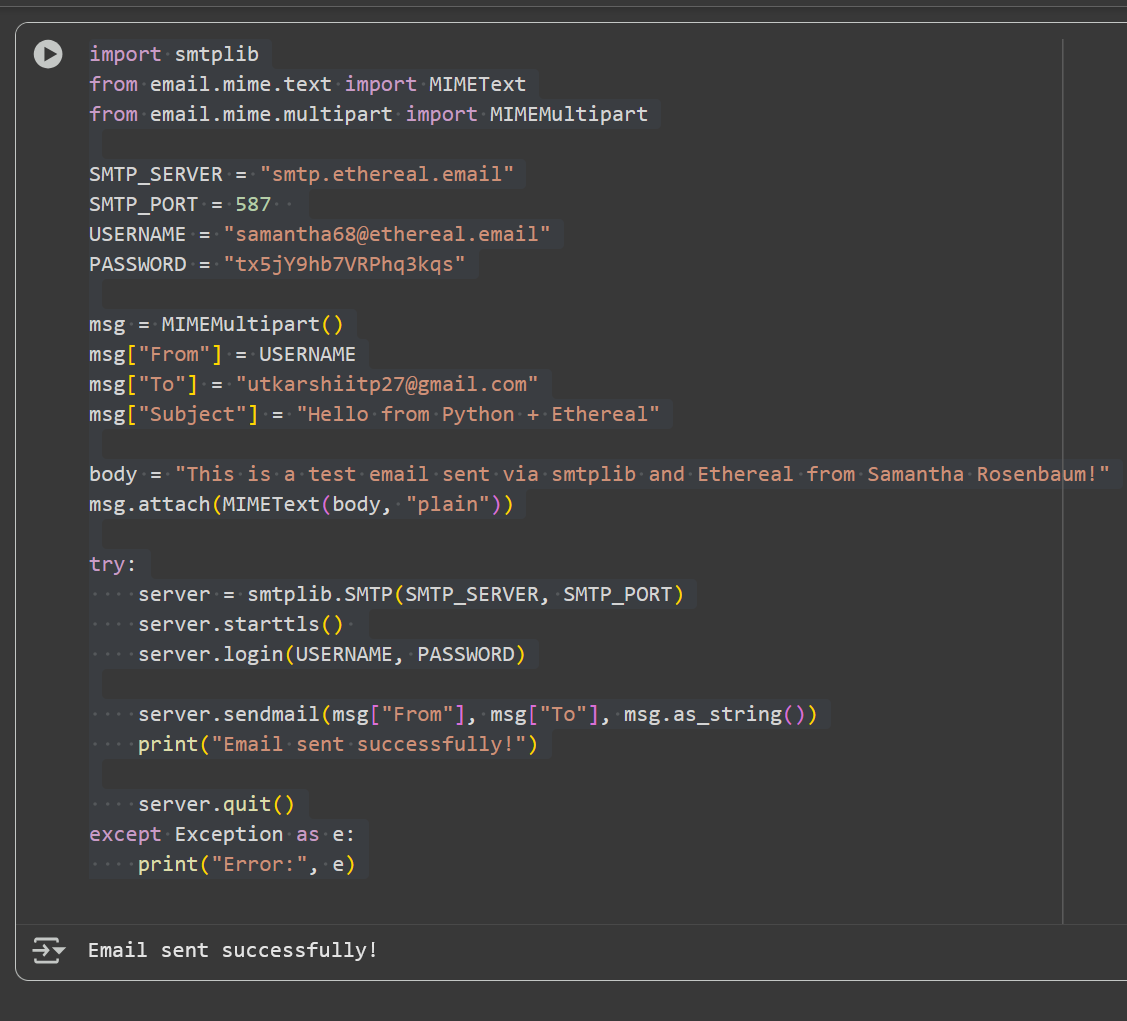 import smtplib
from email.mime.text import MIMEText
from email.mime.multipart import MIMEMultipart
SMTP_SERVER = "smtp.ethereal.email"
SMTP_PORT = 587
USERNAME = "samantha68@ethereal.email"
PASSWORD = "tx5jY9hb7VRPhq3kqs"
msg = MIMEMultipart()
msg["From"] = USERNAME
msg["To"] = "utkarshiitp27@gmail.com"
msg["Subject"] = "Hello from Python + Ethereal"
body = "This is a test email sent via smtplib and Ethereal from Samantha Rosenbaum!"
msg.attach(MIMEText(body, "plain"))
try:
    server = smtplib.SMTP(SMTP_SERVER, SMTP_PORT)
    server.starttls()
    server.login(USERNAME, PASSWORD)
    server.sendmail(msg["From"], msg["To"], msg.as_string())
    print("Email sent successfully!")
    server.quit()
except Exception as e:
    print("Error:", e)
Email sent successfully!